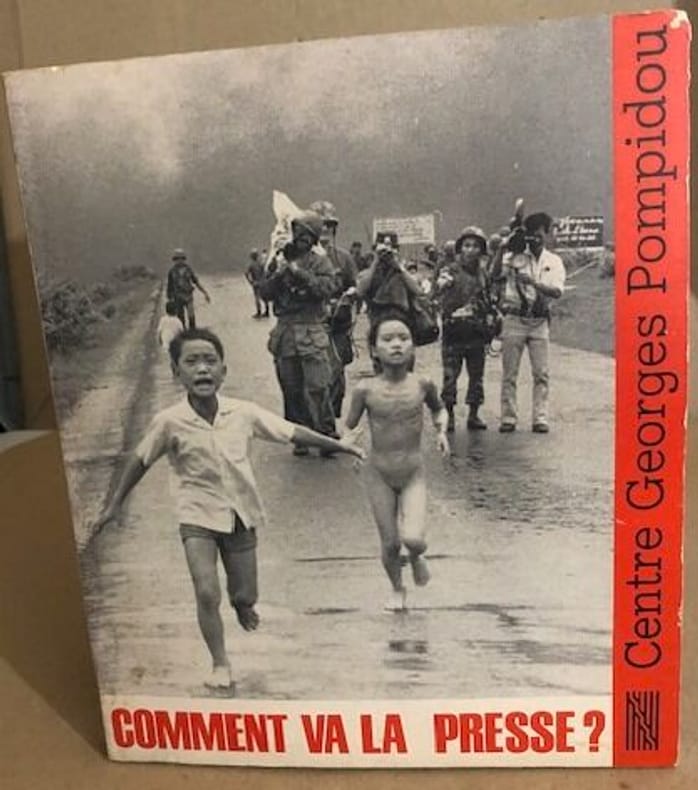 COMMENT VA LA PRESSE ?
Centre Georges Pompidou